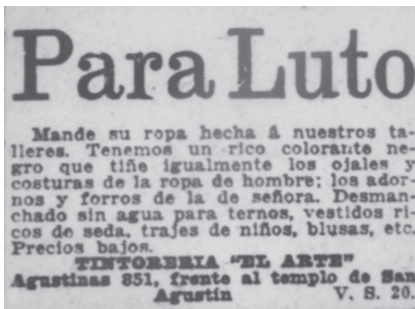 Para Luto
Mande su ropa hecha á nuestros ta-
lleres. Tenemos un rico colorante ne-
gro que tiñe igualmente los ojales y
costuras de la ropa de hombre; los ador-
nos y forros de la de señora. Desman-
chado sin agua para ternos, vestidos ri-
cos de seda, trajes de niños, blusas, etc.
Precios bajos.
TINTORERIA "EL ARTE"
Agustinas 851, frente al templo de San
Agustín V. S. 20.